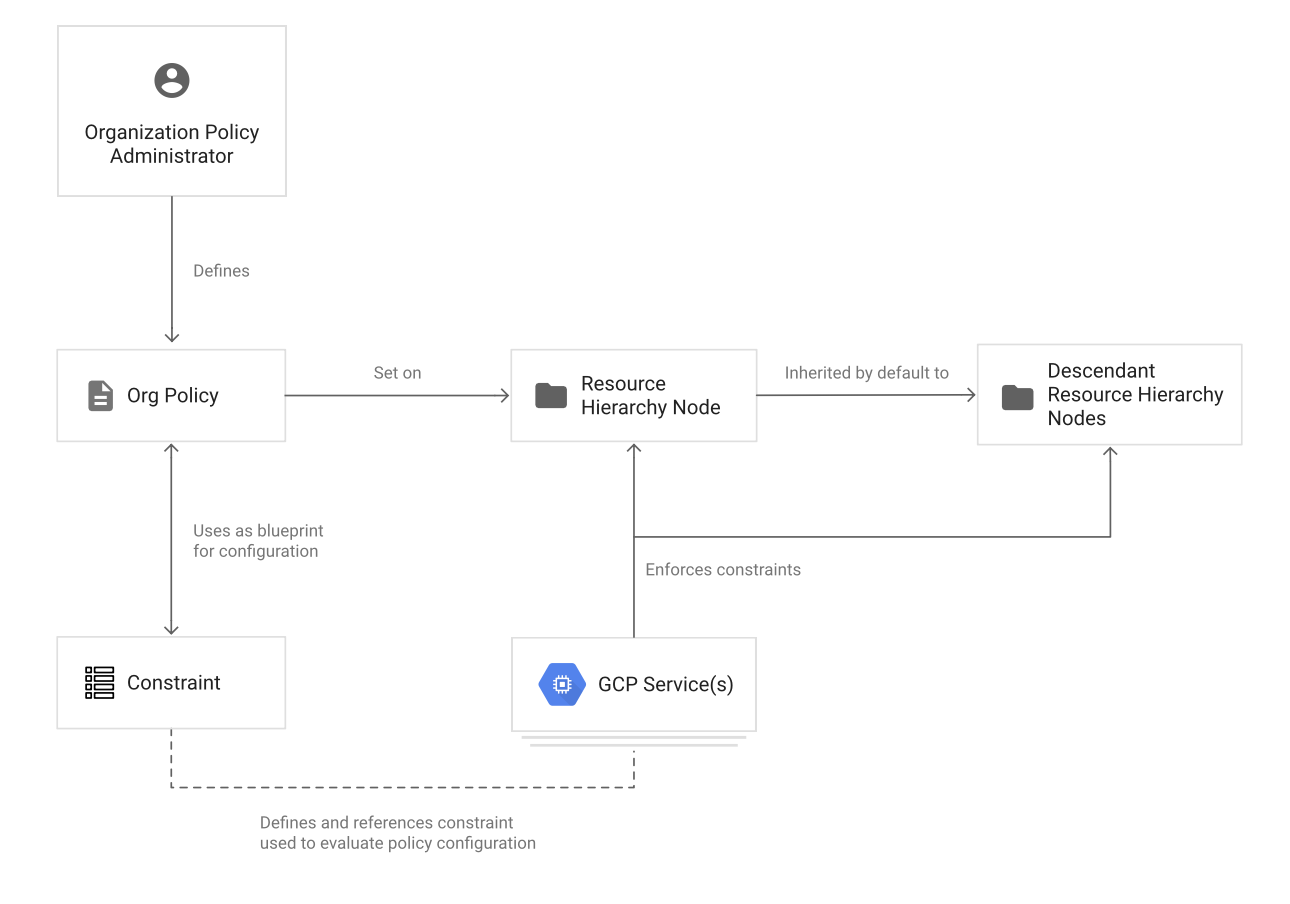 Organization Policy
Administrator
Defines
Org Policy
Set on
Resource
Hierarchy Node
Inherited by default to
Descendant
Resource Hierarchy
Nodes
Uses as blueprint
for configuration
Enforces constraints
Constraint
GCP Service(s)
Defines and references constraint
used to evaluate policy configuration